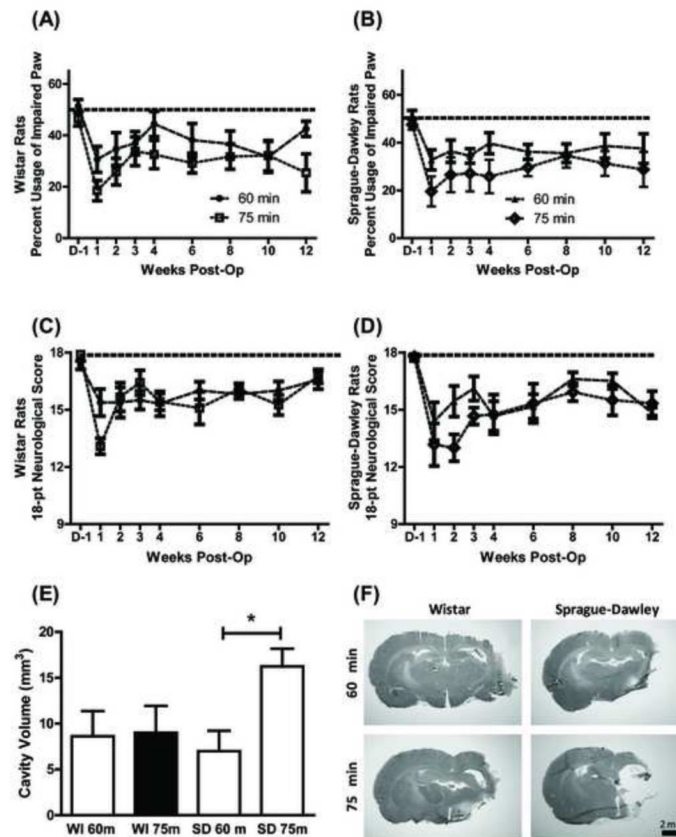 (A)
Wistar Rats
Percent Usage of Impaired Paw
60
40
20
0
60 min
75 min
D-1 1 2 3 4 6 8 10 12
Weeks Post-Op
(B)
Sprague-Dawley Rats
Percent Usage of Impaired Paw
60
40
20
0
60 min
75 min
D-1 1 2 3 4 6 8 10 12
Weeks Post-Op
(C)
Wistar Rats
18-pt Neurological Score
18
15
12
9
D-1 1 2 3 4 6 8 10 12
Weeks Post-Op
(D)
Sprague-Dawley Rats
18-pt Neurological Score
18
15
12
9
D-1 1 2 3 4 6 8 10 12
Weeks Post-Op
(E)
Cavity Volume (mm³)
20
15
10
5
0
*
WI 60m WI 75m SD 60 m SD 75m
(F)
Wistar Sprague-Dawley
60 min
75 min